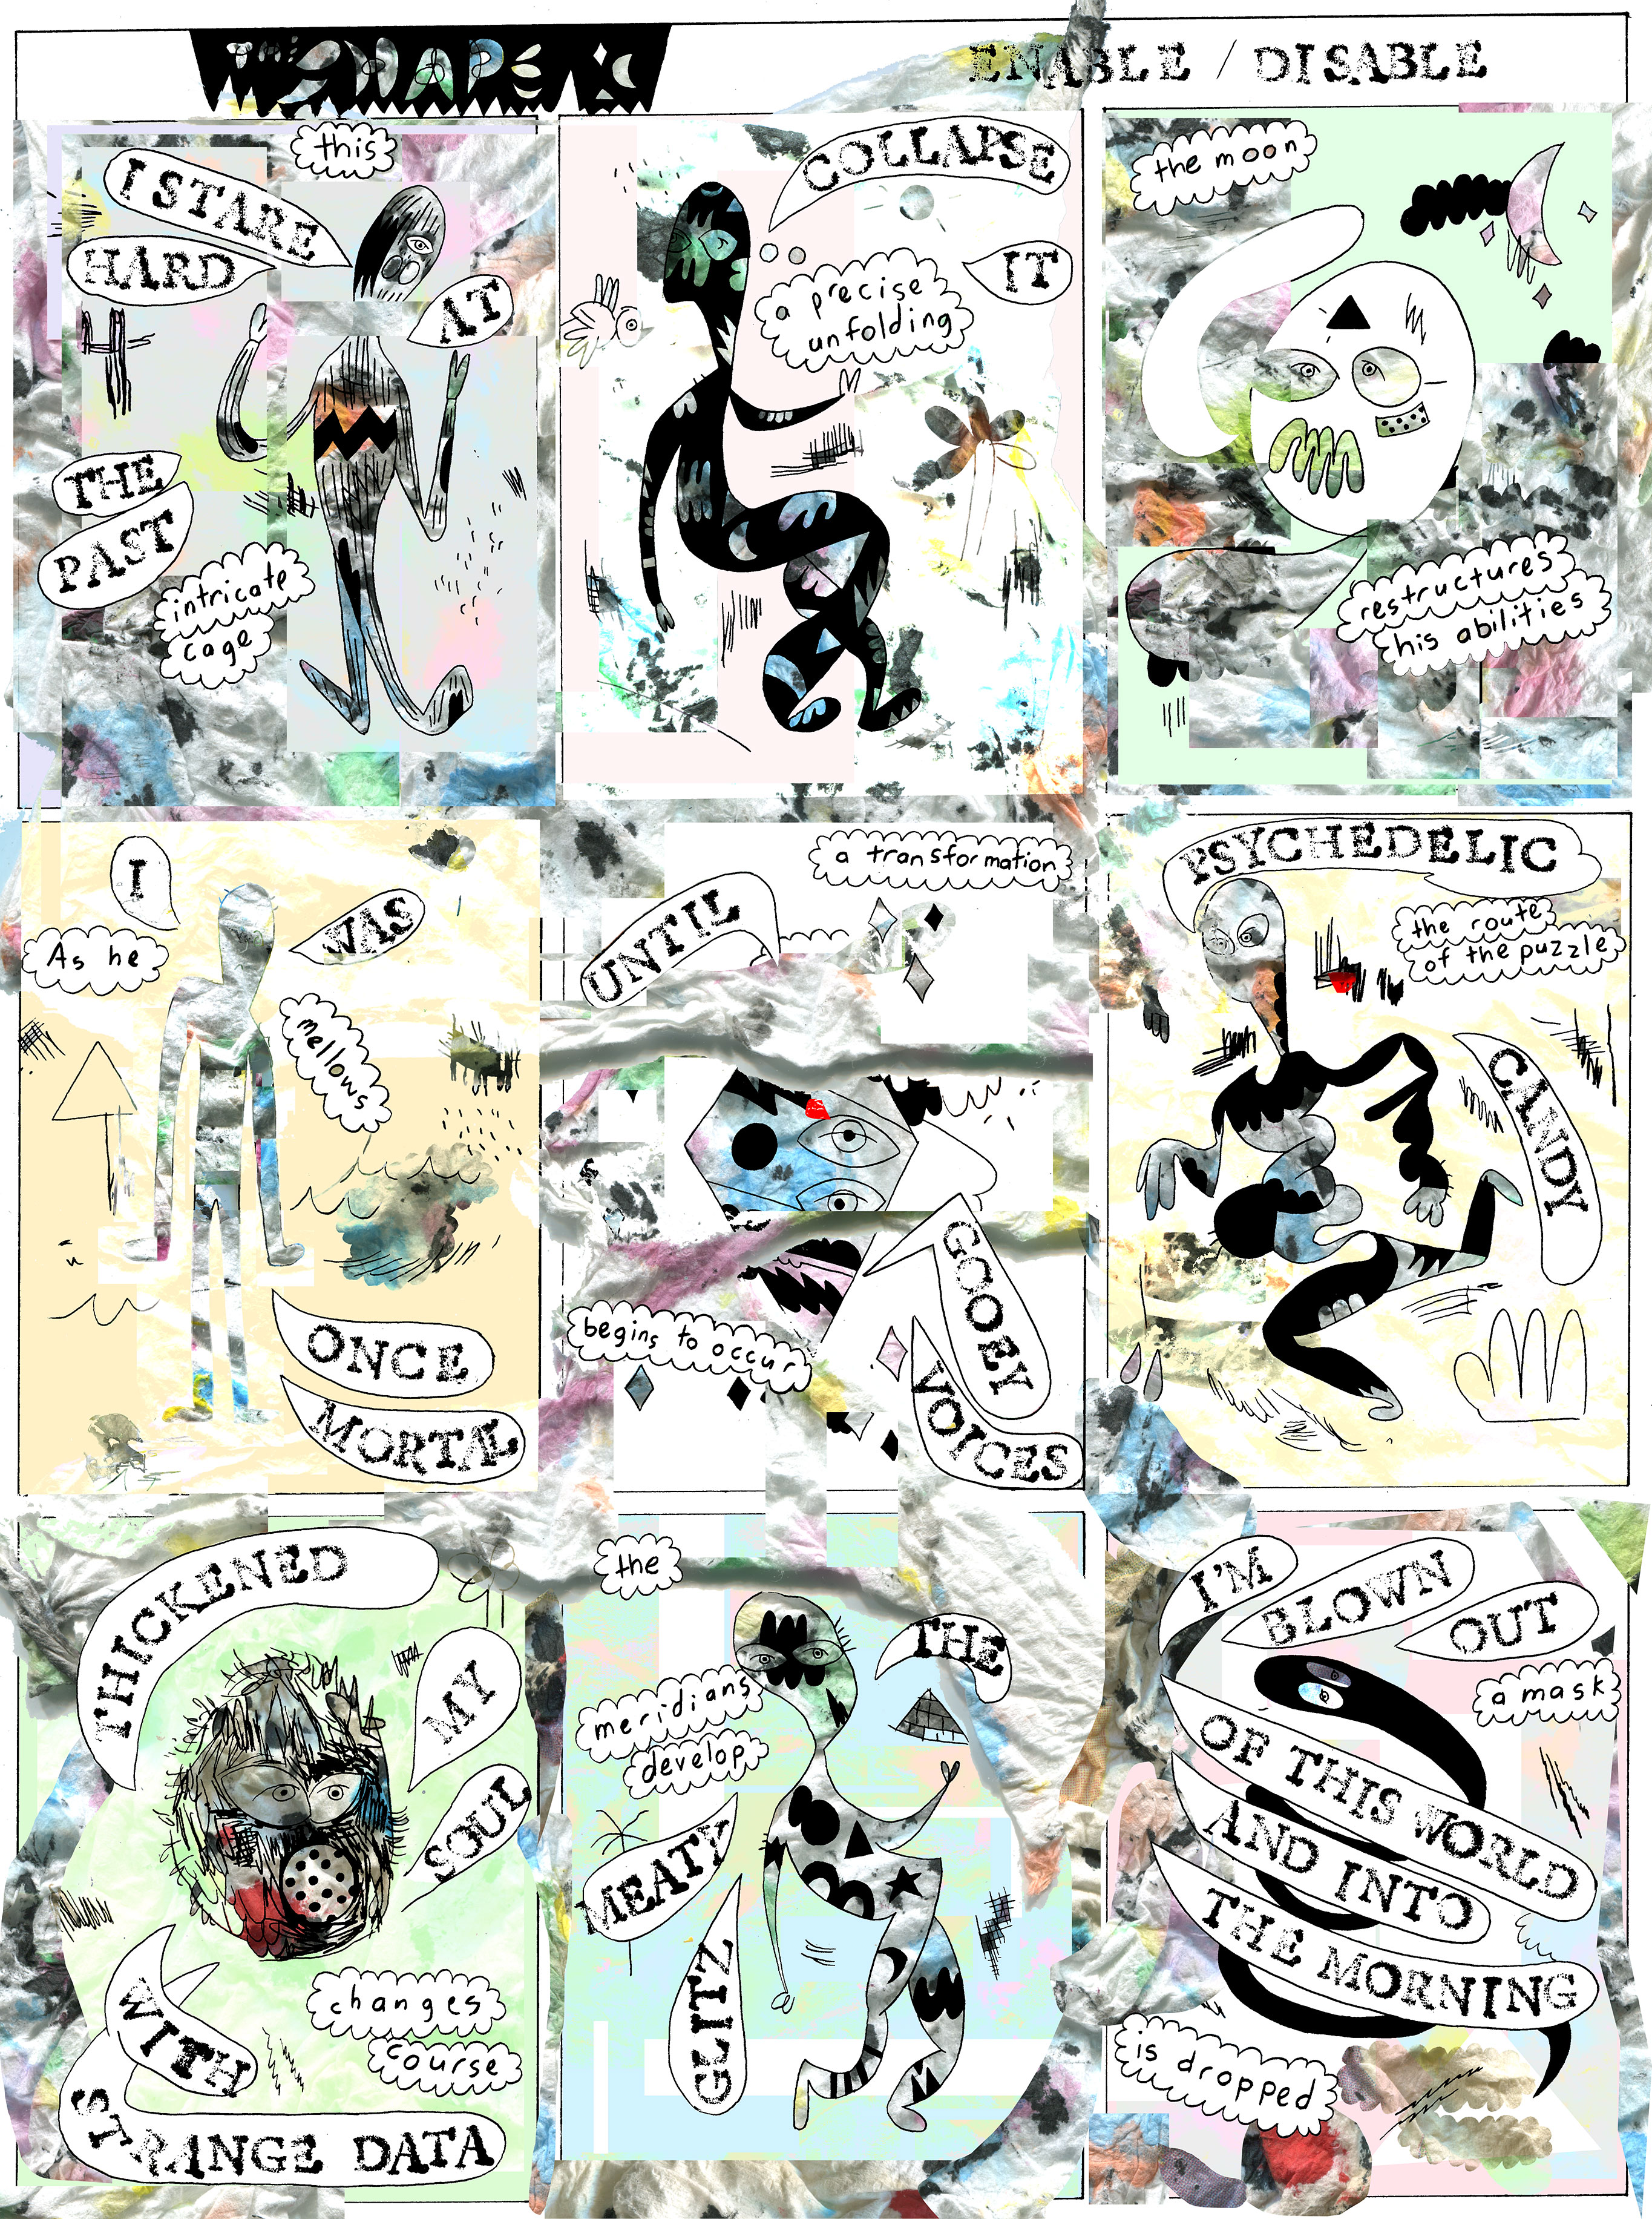 ENABLE / DISABLE
this
I STARE
HARD
AT
THE
PAST
intricate
cage
COLLAPSE
IT
a precise
unfolding
the moon
restructures
his abilities
I
As he
WAS
mellows
ONCE
MORTAL
a transformation
UNTIL
begins to occur
GOOEY
VOICES
PSYCHEDELIC
the route
of the puzzle
CANDY
THICKENED
MY
SOUL
WITH
changes
course
STRANGE DATA
the
THE
meridians
develop
MEATY
GLITZ
I'M
BLOWN
OUT
a mask
OF THIS WORLD
AND INTO
THE MORNING
is dropped